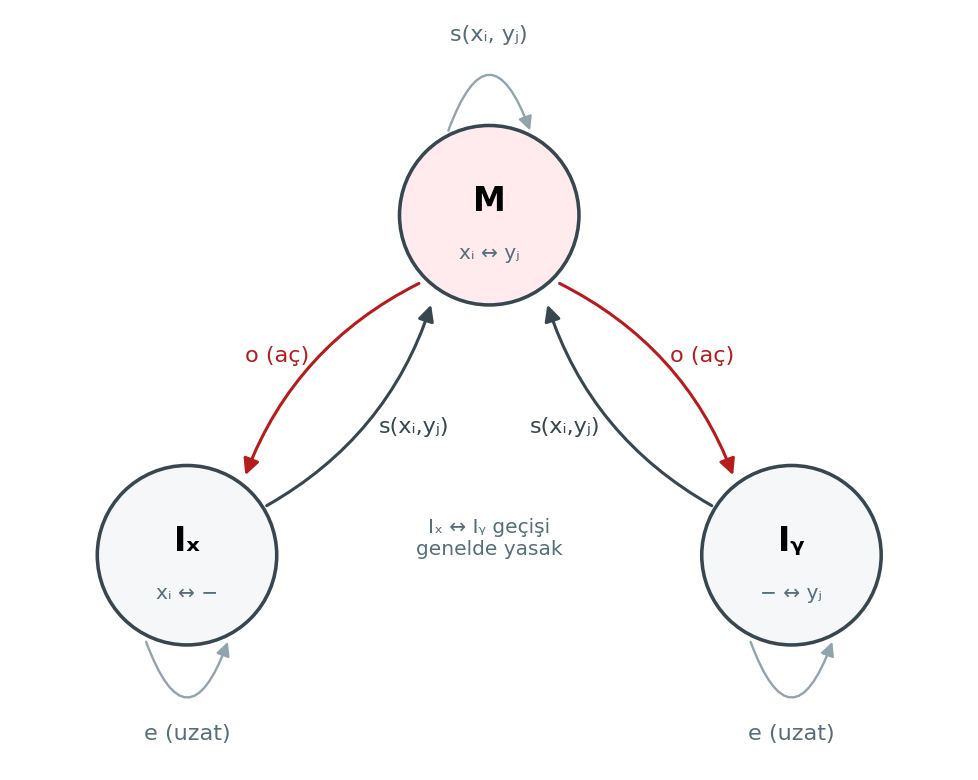 s(xᵢ, yⱼ)
M
xᵢ ↔ yⱼ
o (aç)
o (aç)
s(xᵢ,yⱼ)
s(xᵢ,yⱼ)
Iₓ
xᵢ ↔ −
Iₓ ↔ Iᵧ geçişi
genelde yasak
Iᵧ
− ↔ yⱼ
e (uzat)
e (uzat)